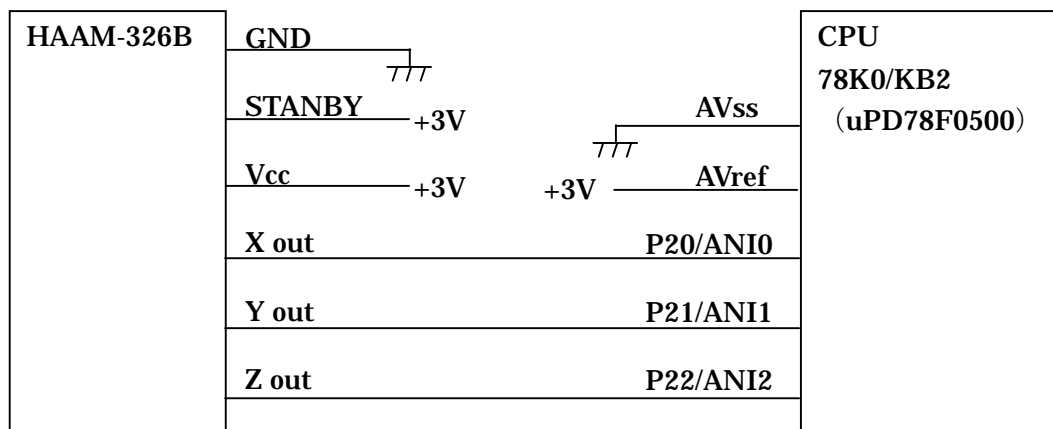 HAAM-326B
GND
STANBY
+3V
Vcc
+3V
X out
Y out
Z out
AVss
+3V
AVref
P20/ANI0
P21/ANI1
P22/ANI2
CPU
78K0/KB2
（uPD78F0500）